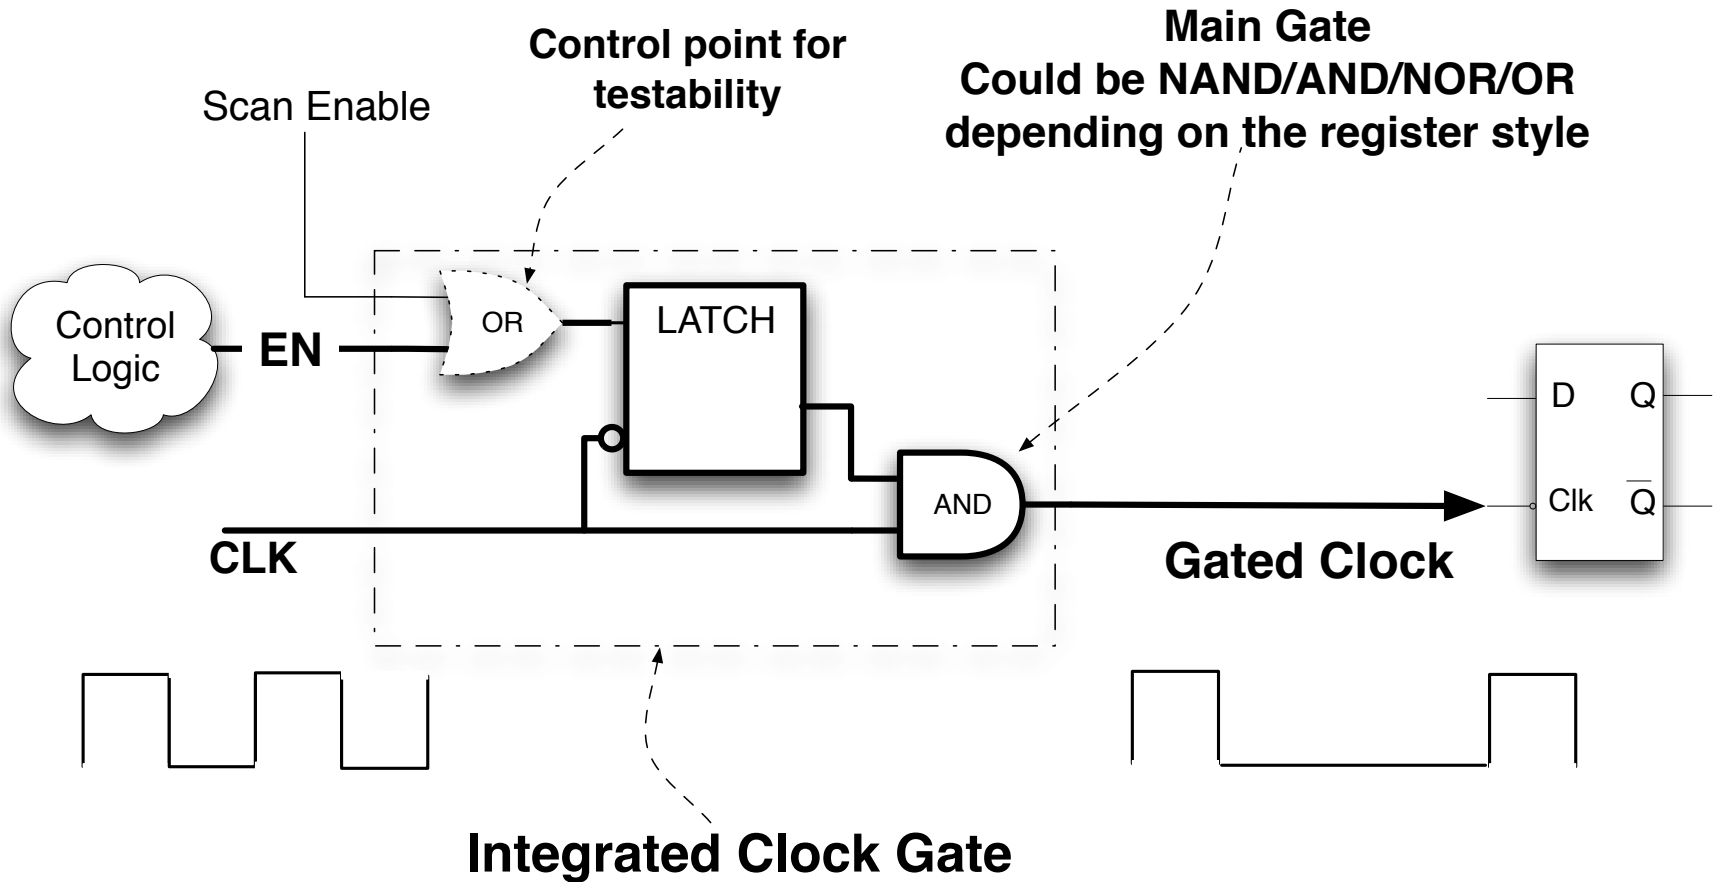 Main Gate
Could be NAND/AND/NOR/OR
depending on the register style
Control point for
testability
Scan Enable
Control
Logic
EN
OR
LATCH
AND
CLK
Gated Clock
D Q
Clk Q̅
Integrated Clock Gate